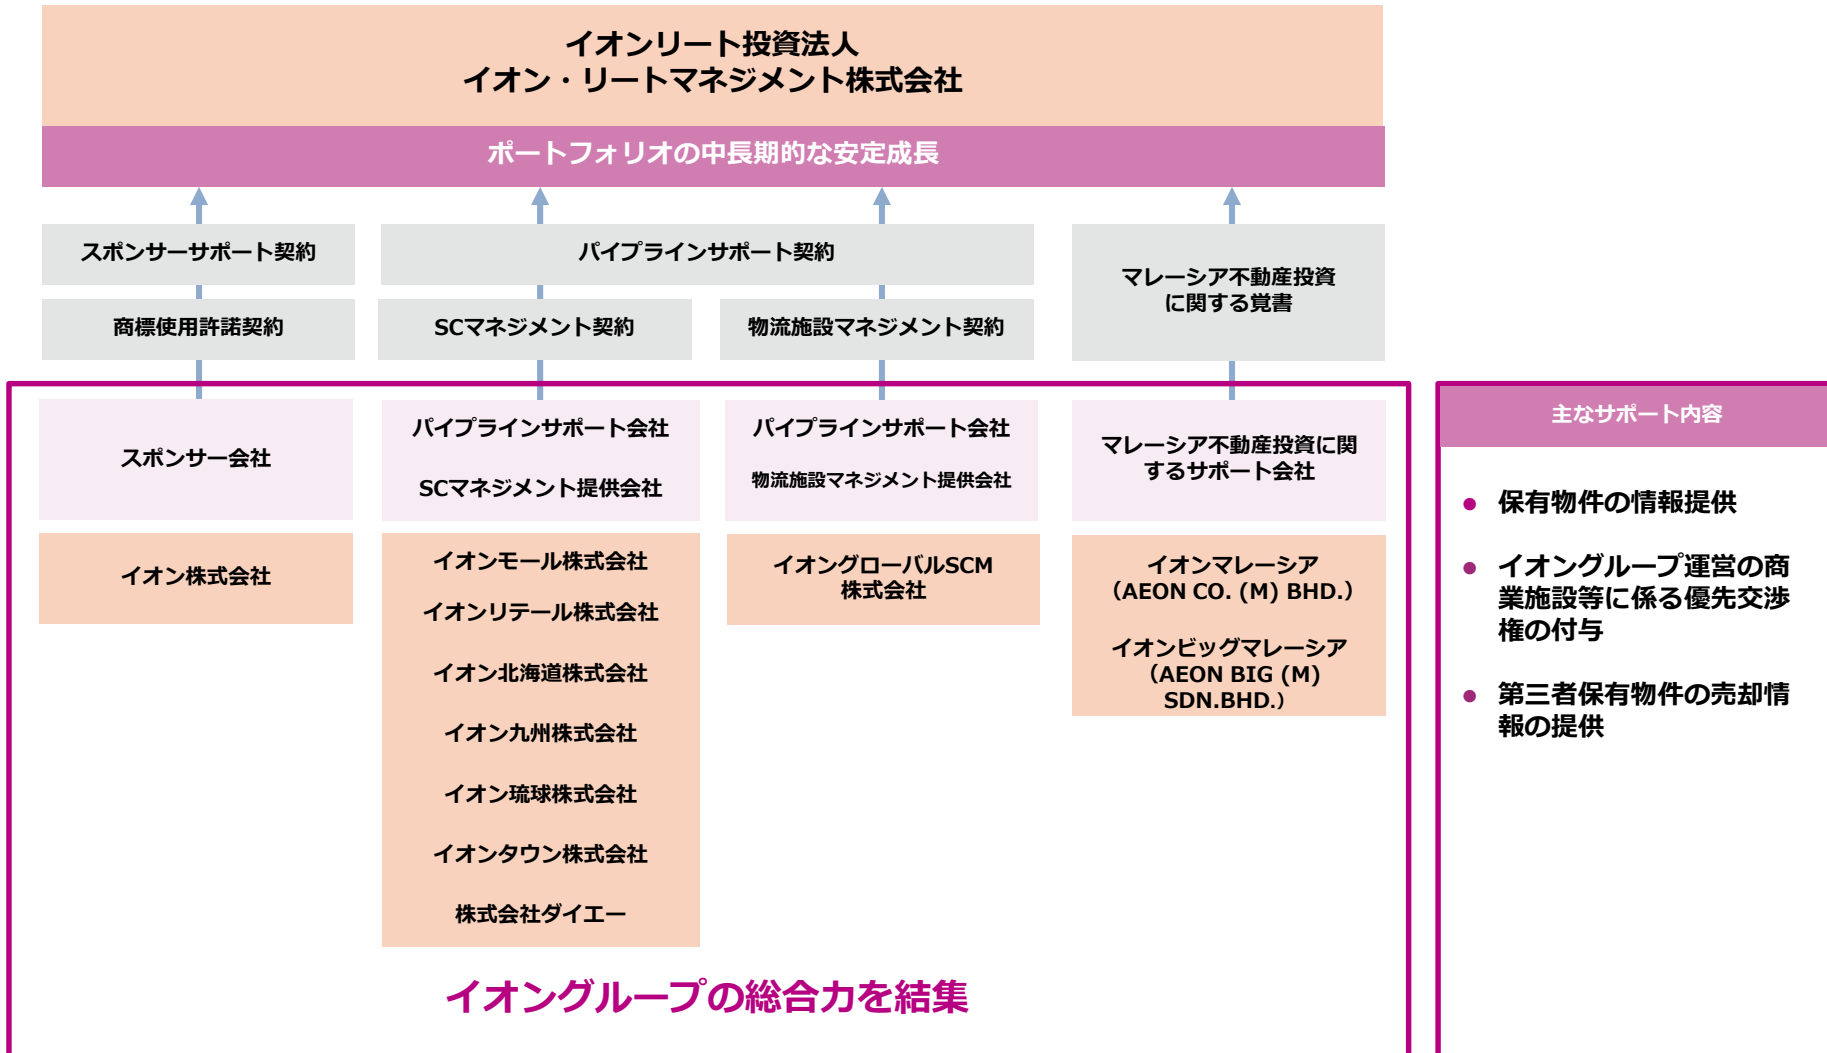 イオンリート投資法人
イオン・リートマネジメント株式会社
ポートフォリオの中長期的な安定成長
スポンサーサポート契約
パイプラインサポート契約
マレーシア不動産投資
に関する覚書
商標使用許諾契約
SCマネジメント契約
物流施設マネジメント契約
スポンサー会社
パイプラインサポート会社
SCマネジメント提供会社
パイプラインサポート会社
物流施設マネジメント提供会社
マレーシア不動産投資に関
するサポート会社
イオン株式会社
イオンモール株式会社
イオンリテール株式会社
イオン北海道株式会社
イオン九州株式会社
イオン琉球株式会社
イオンタウン株式会社
株式会社ダイエー
イオングローバルSCM
株式会社
イオンマレーシア
（AEON CO. (M) BHD.）
イオンビッグマレーシア
（AEON BIG (M)
SDN.BHD.）
イオングループの総合力を結集
主なサポート内容
● 保有物件の情報提供
● イオングループ運営の商
業施設等に係る優先交渉
権の付与
● 第三者保有物件の売却情
報の提供